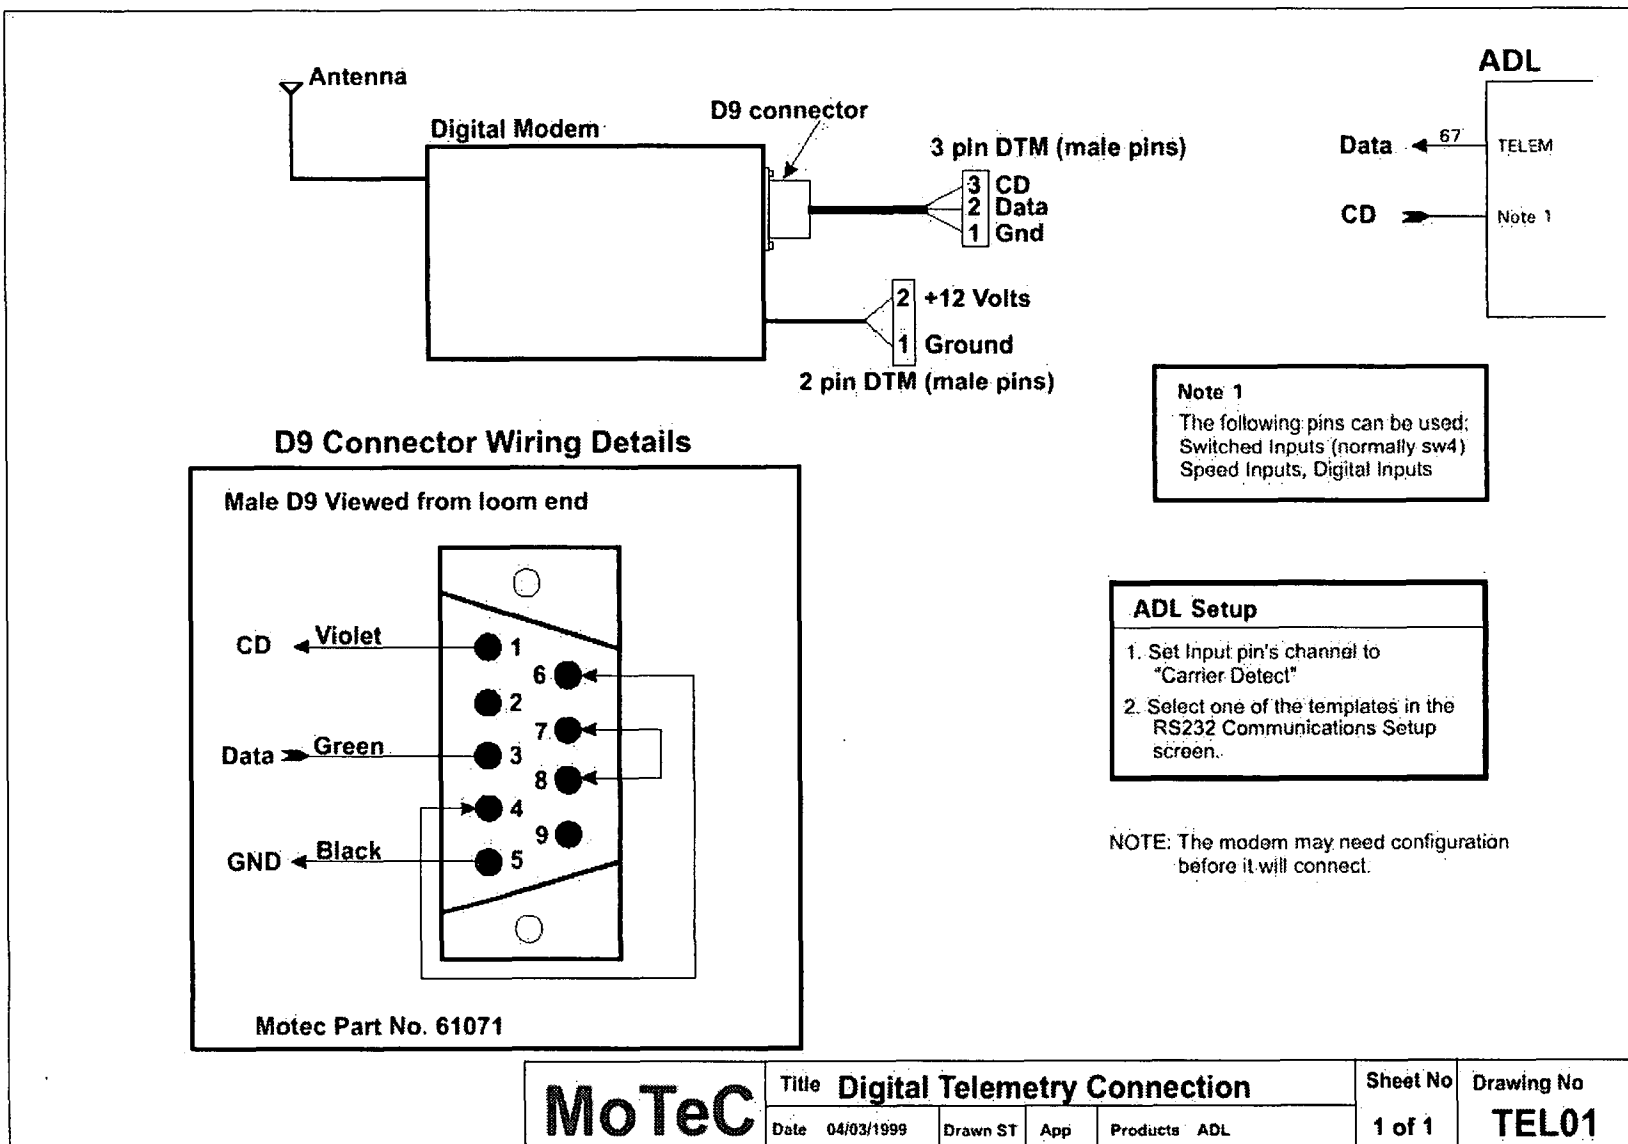 Antenna
Digital Modem
D9 connector
3 pin DTM (male pins)
3 CD
2 Data
1 Gnd
2 +12 Volts
1 Ground
2 pin DTM (male pins)
ADL
Data 67 TELEM
CD Note 1
Note 1
The following pins can be used:
Switched Inputs (normally sw4)
Speed Inputs, Digital Inputs
D9 Connector Wiring Details
Male D9 Viewed from loom end
CD Violet 1
6
2
7
Data Green 3
8
4
9
GND Black 5
Motec Part No. 61071
ADL Setup
1. Set Input pin's channel to
"Carrier Detect"
2. Select one of the templates in the
RS232 Communications Setup
screen.
NOTE: The modem may need configuration
before it will connect.
MoTeC
Title Digital Telemetry Connection
Date 04/03/1999
Drawn ST
App
Products ADL
Sheet No
1 of 1
Drawing No
TEL01